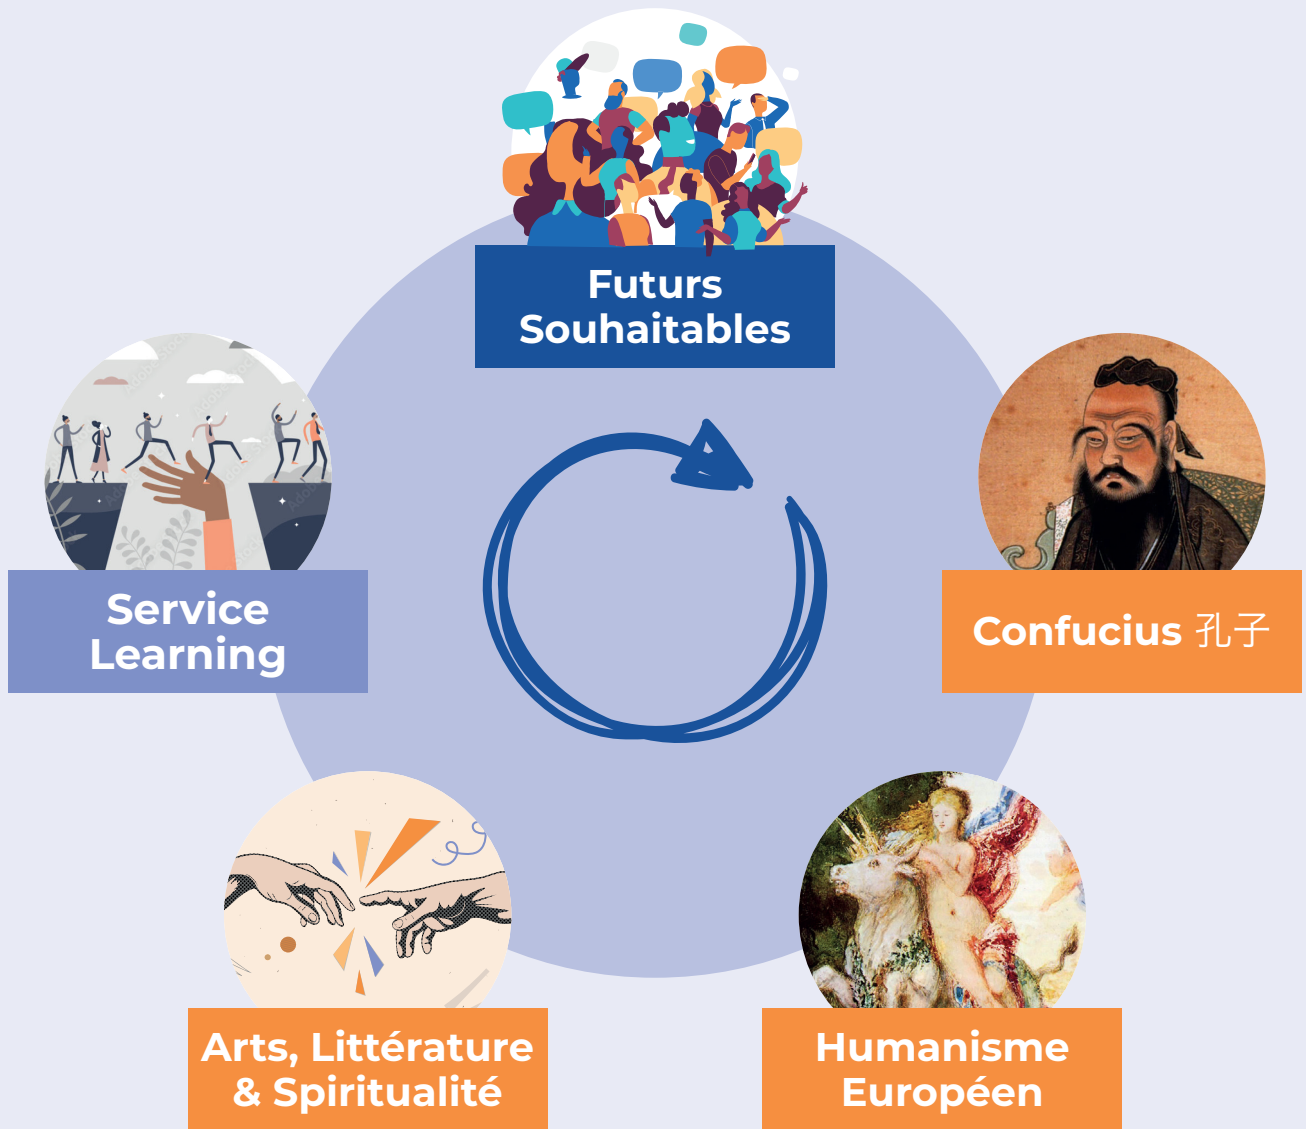 Futurs
Souhaitables
Service
Learning
Confucius 孔子
Arts, Littérature
& Spiritualité
Humanisme
Européen